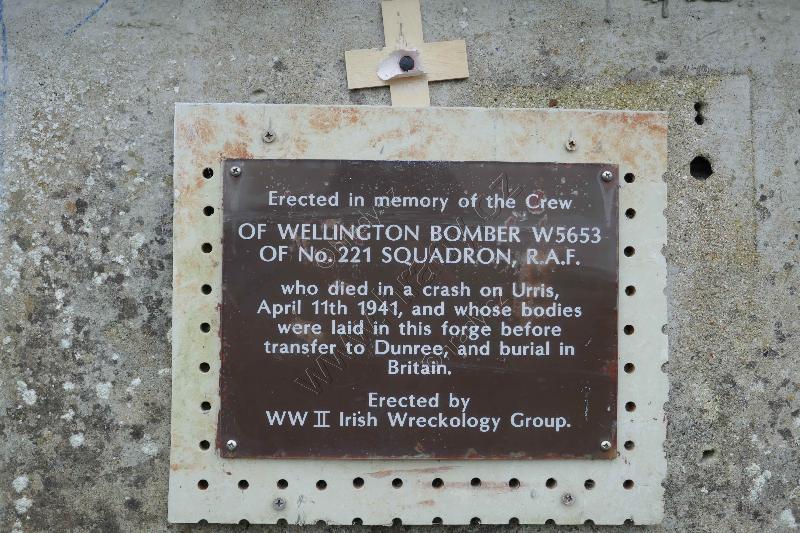 Erected in memory of the Crew
OF WELLINGTON BOMBER W5653
OF No. 221 SQUADRON, R.A.F.
who died in a crash on Urris,
April 11th 1941, and whose bodies
were laid in this forge before
transfer to Dunree, and burial in
Britain.
Erected by
WW II Irish Wreckology Group.